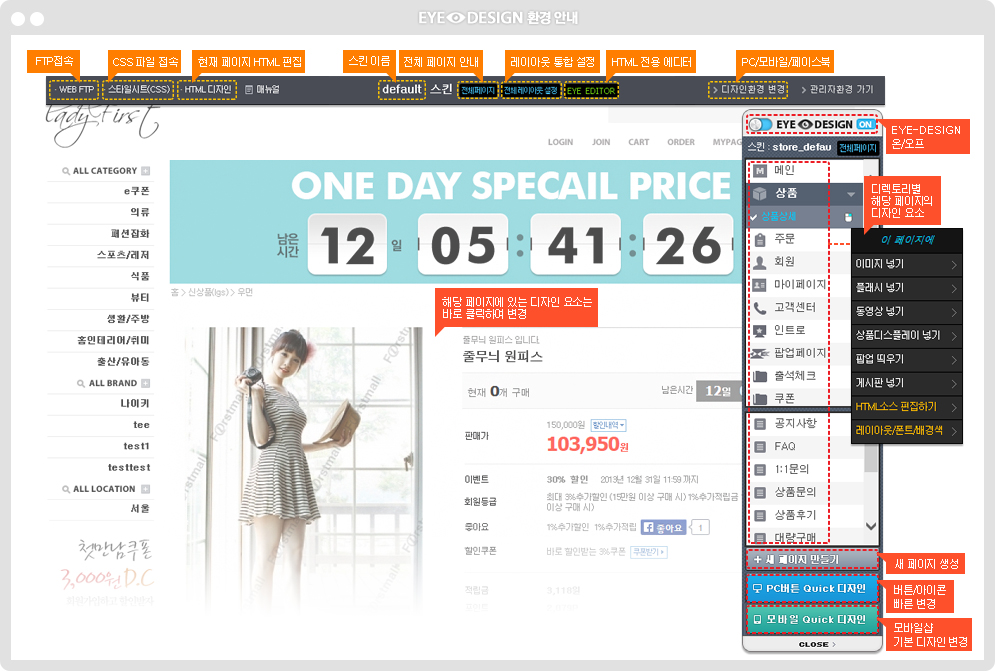 EYE DESIGN 환경 안내
FTP접속
CSS 파일 접속
현재 페이지 HTML 편집
스킨 이름
전체 페이지 안내
레이아웃 통합 설정
HTML 전용 에디터
PC/모바일/페이스북
WEB FTP
스타일시트(CSS)
HTML디자인
매뉴얼
default 스킨
전체페이지
전체레이아웃 설정
EYE EDITOR
디자인환경 변경
관리자환경 가기
Lady First
LOGIN JOIN CART ORDER MYPAG
EYE DESIGN ON
EYE-DESIGN
온/오프
스킨 : store_defau 전체페이지
ALL CATEGORY
e쿠폰
의류
패션잡화
스포츠/레저
식품
뷰티
생활/주방
홈인테리어/취미
출산/유아동
ALL BRAND
나이키
tee
test1
testtest
ALL LOCATION
서울
첫만남쿠폰
3,000원 D.C
ONE DAY SPECAIL PRICE
남은
시간
12 일 05 : 41 : 26
홈 > 신상품(lgs) > 우먼
해당 페이지에 있는 디자인 요소는
바로 클릭하여 변경
줄무늬 원피스 입니다.
줄무늬 원피스
현재 0개 구매
남은시간 12일
판매가
150,000원 할인내역
103,950원
이벤트 30% 할인 2013년 12월 31일 11:59 까지
회원등급 최대 3%추가할인 (15만원 이상 구매 시) 1%추가적립금
이상 구매 시)
좋아요 1%추가할인 1%추가적립 좋아요 1
할인쿠폰 바로 할인받는 3%쿠폰 쿠폰받기
적립금 3,118원
메인
상품
상품상세
주문
회원
마이페이지
고객센터
인트로
팝업페이지
출석체크
쿠폰
공지사항
FAQ
1:1문의
상품문의
상품후기
대량구매
+ 새 페이지 만들기
PC버튼 Quick 디자인
모바일 Quick 디자인
CLOSE
디렉토리별
해당 페이지의
디자인 요소
이 페이지에
이미지 넣기
플래시 넣기
동영상 넣기
상품디스플레이 넣기
팝업 띄우기
게시판 넣기
HTML소스 편집하기
레이아웃/폰트/배경색
새 페이지 생성
버튼/아이콘
빠른 변경
모바일샵
기본 디자인 변경